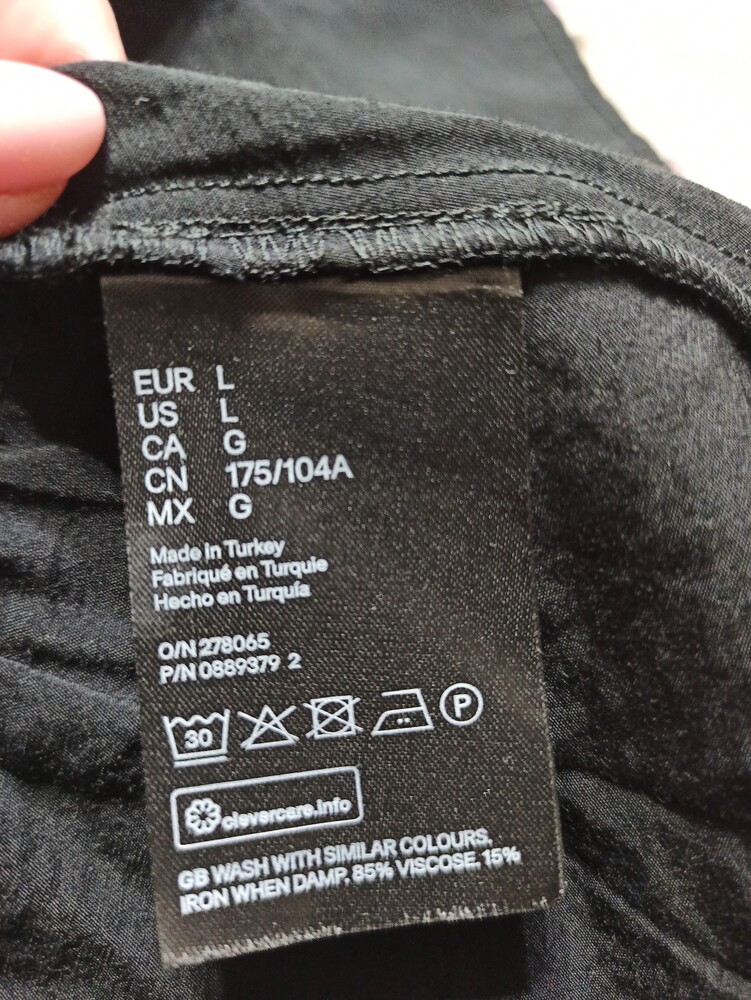 EUR L
US L
CA G
CN 175/104A
MX G
Made in Turkey
Fabriqué en Turquie
Hecho en Turquía
O/N 278065
P/N 0889379 2
30
P
clevercare.info
GB WASH WITH SIMILAR COLOURS.
IRON WHEN DAMP. 85% VISCOSE. 15%